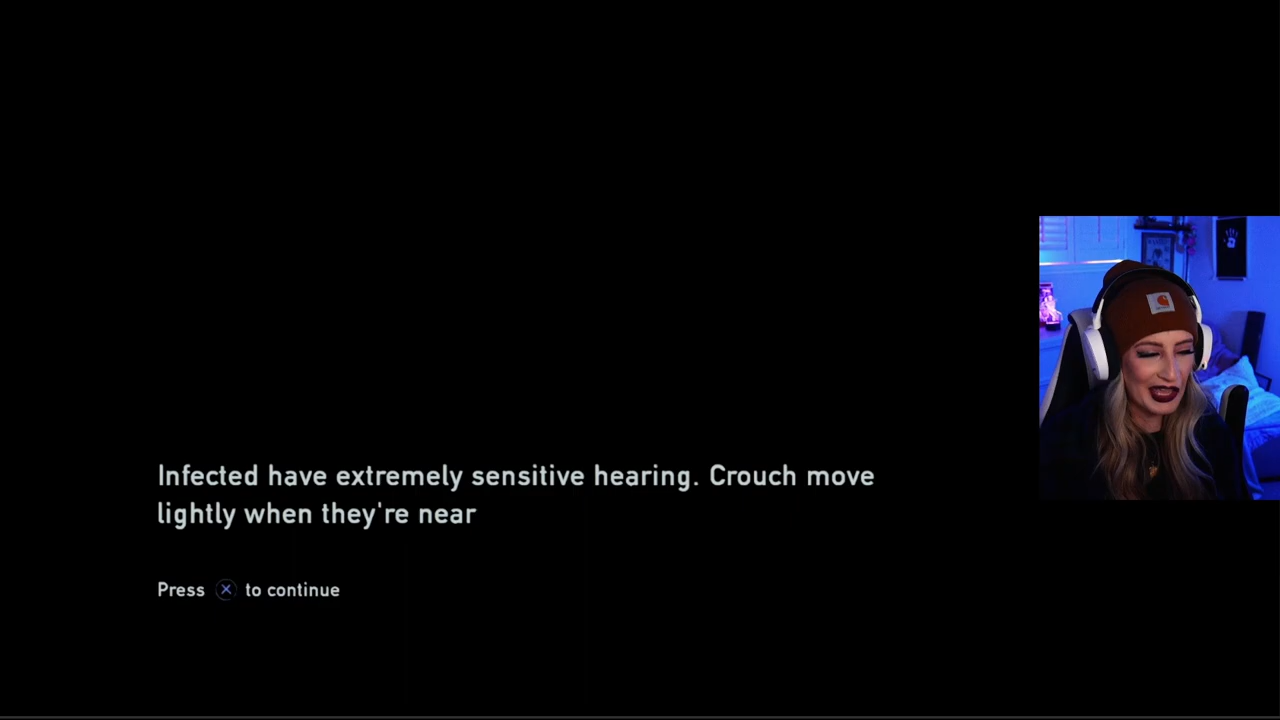 Infected have extremely sensitive hearing. Crouch move
lightly when they're near
Press ⓧ to continue